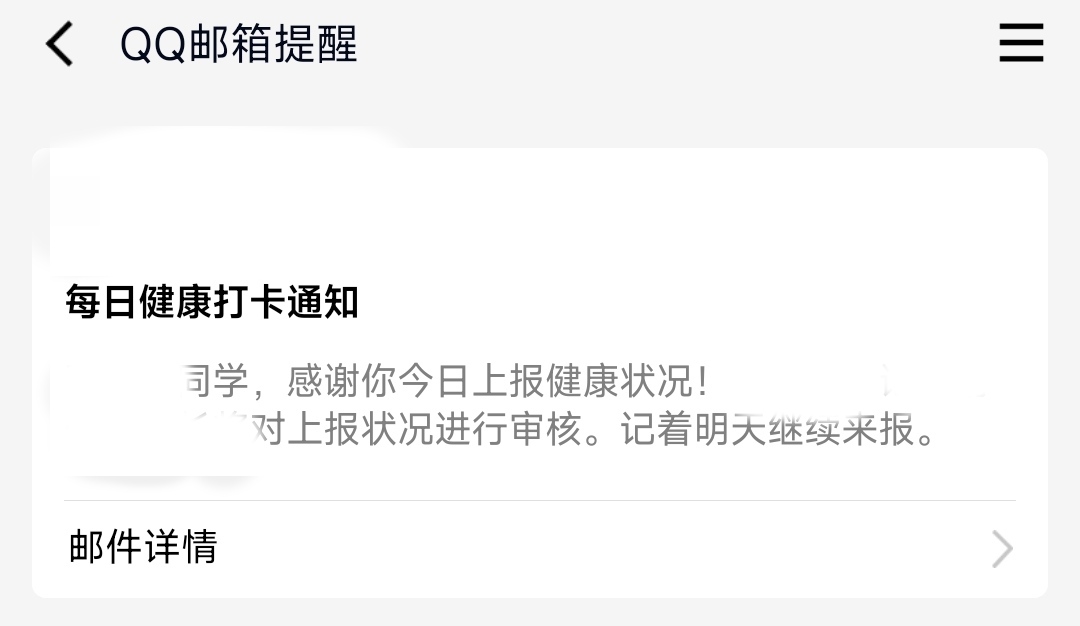 QQ邮箱提醒
每日健康打卡通知
同学，感谢你今日上报健康状况！
对上报状况进行审核。记着明天继续来报。
邮件详情